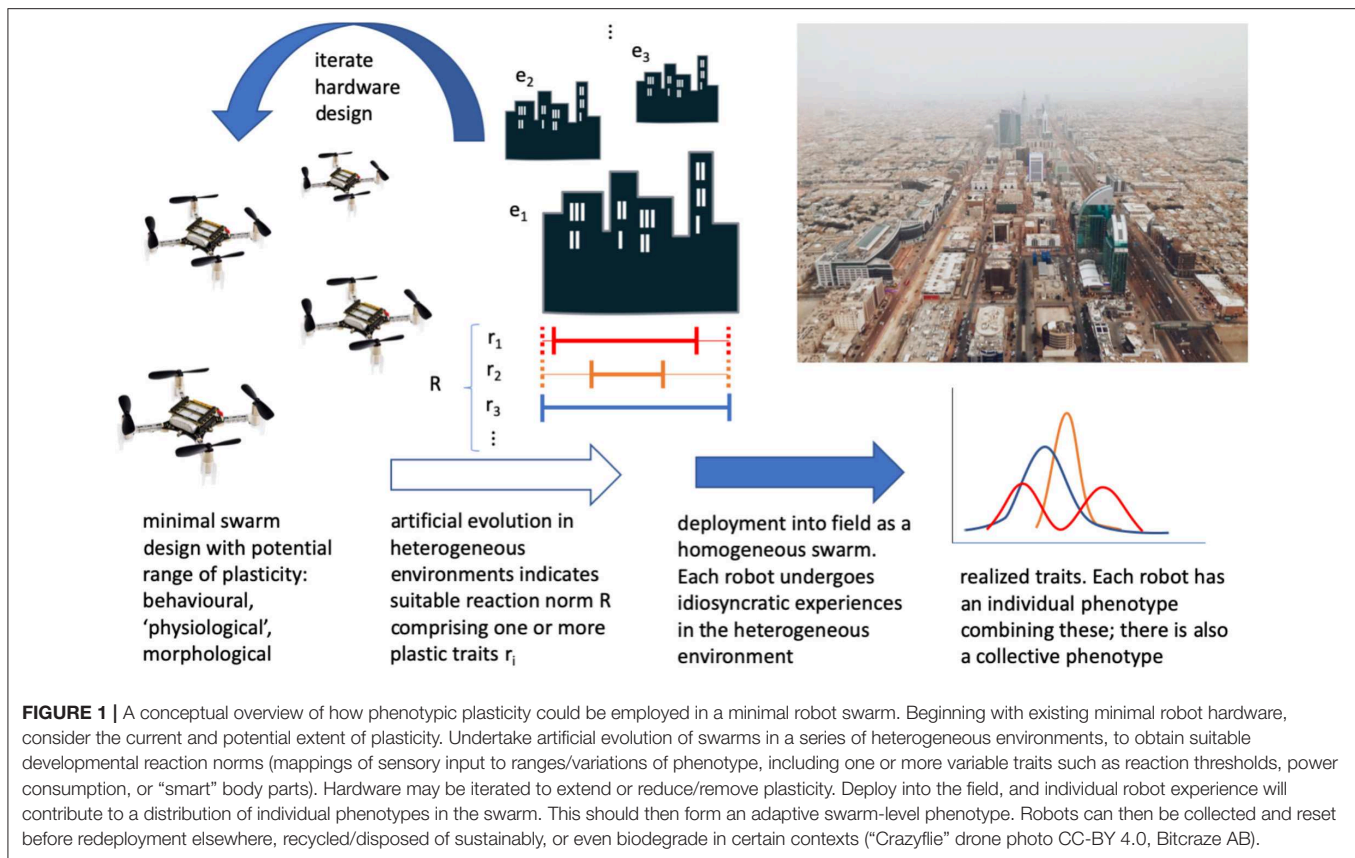 iterate
hardware
design
⋮
e3
e2
e1
R
r1
r2
r3
⋮
minimal swarm
design with potential
range of plasticity:
behavioural,
‘physiological’,
morphological
artificial evolution in
heterogeneous
environments indicates
suitable reaction norm R
comprising one or more
plastic traits ri
deployment into field as a
homogeneous swarm.
Each robot undergoes
idiosyncratic experiences
in the heterogeneous
environment
realized traits. Each robot has
an individual phenotype
combining these; there is also
a collective phenotype
FIGURE 1 | A conceptual overview of how phenotypic plasticity could be employed in a minimal robot swarm. Beginning with existing minimal robot hardware,
consider the current and potential extent of plasticity. Undertake artificial evolution of swarms in a series of heterogeneous environments, to obtain suitable
developmental reaction norms (mappings of sensory input to ranges/variations of phenotype, including one or more variable traits such as reaction thresholds, power
consumption, or “smart” body parts). Hardware may be iterated to extend or reduce/remove plasticity. Deploy into the field, and individual robot experience will
contribute to a distribution of individual phenotypes in the swarm. This should then form an adaptive swarm-level phenotype. Robots can then be collected and reset
before redeployment elsewhere, recycled/disposed of sustainably, or even biodegrade in certain contexts (“Crazyflie” drone photo CC-BY 4.0, Bitcraze AB).